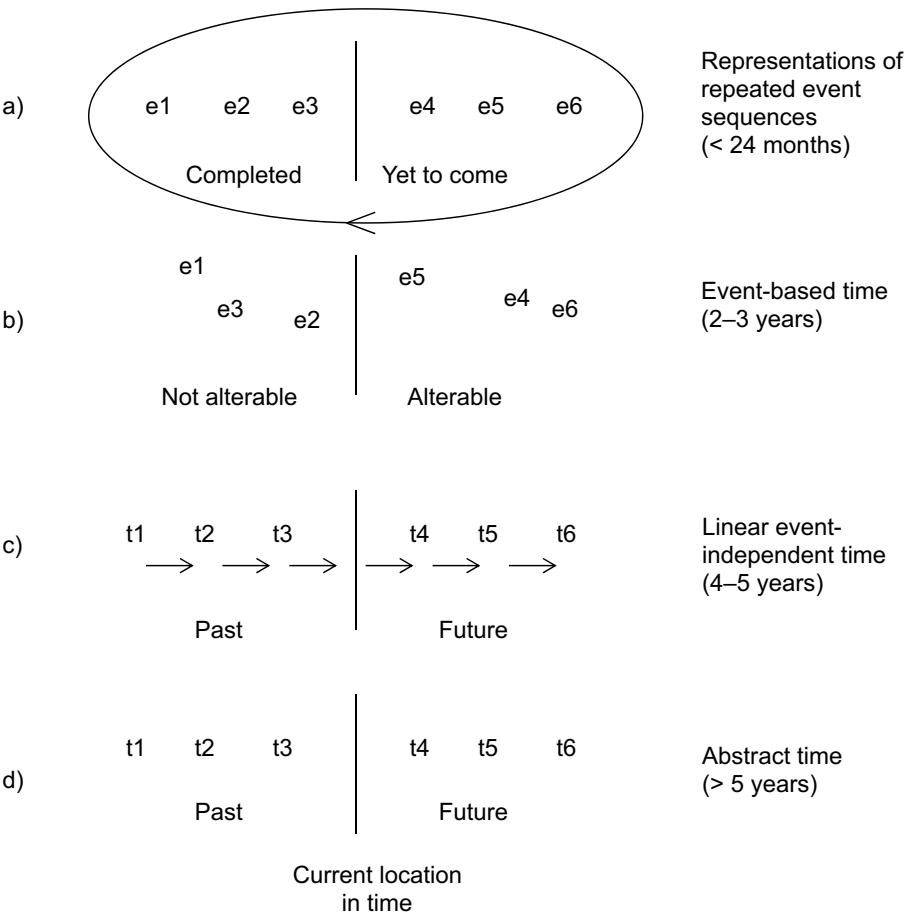 a)
e1 e2 e3 e4 e5 e6
Completed Yet to come
Representations of
repeated event
sequences
(< 24 months)
b)
e1
e3
e2
e5
e4
e6
Not alterable Alterable
Event-based time
(2–3 years)
c)
t1 t2 t3 t4 t5 t6
Past Future
Linear event-
independent time
(4–5 years)
d)
t1 t2 t3 t4 t5 t6
Past Future
Abstract time
(> 5 years)
Current location
in time